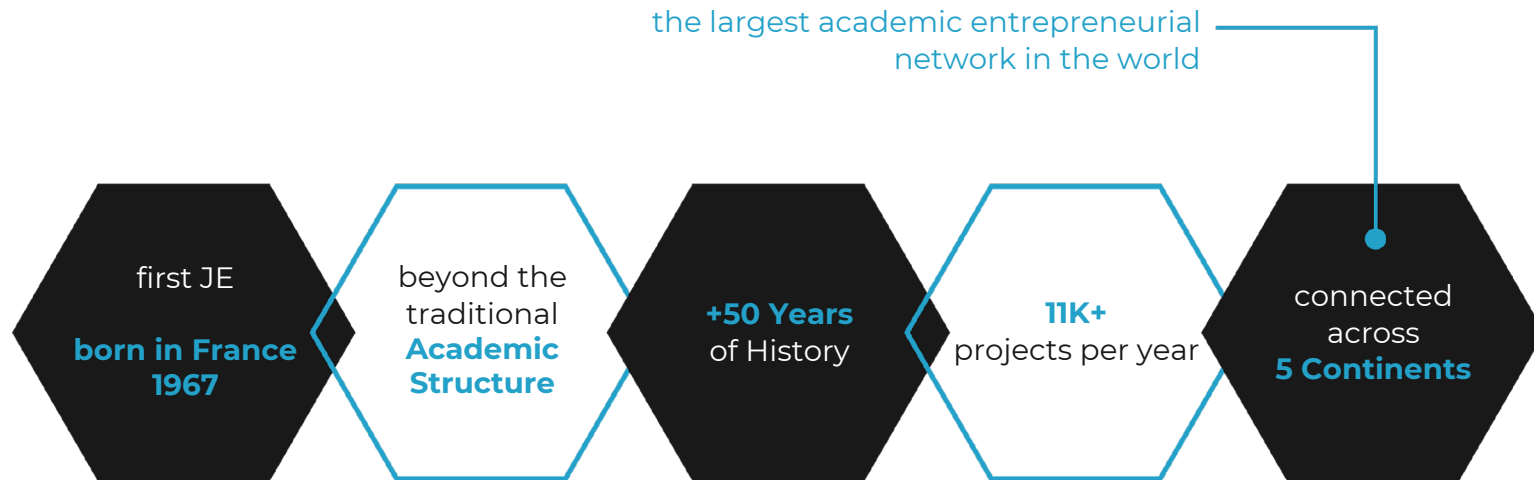 the largest academic entrepreneurial
network in the world
first JE
born in France
1967
beyond the
traditional
Academic
Structure
+50 Years
of History
11K+
projects per year
connected
across
5 Continents